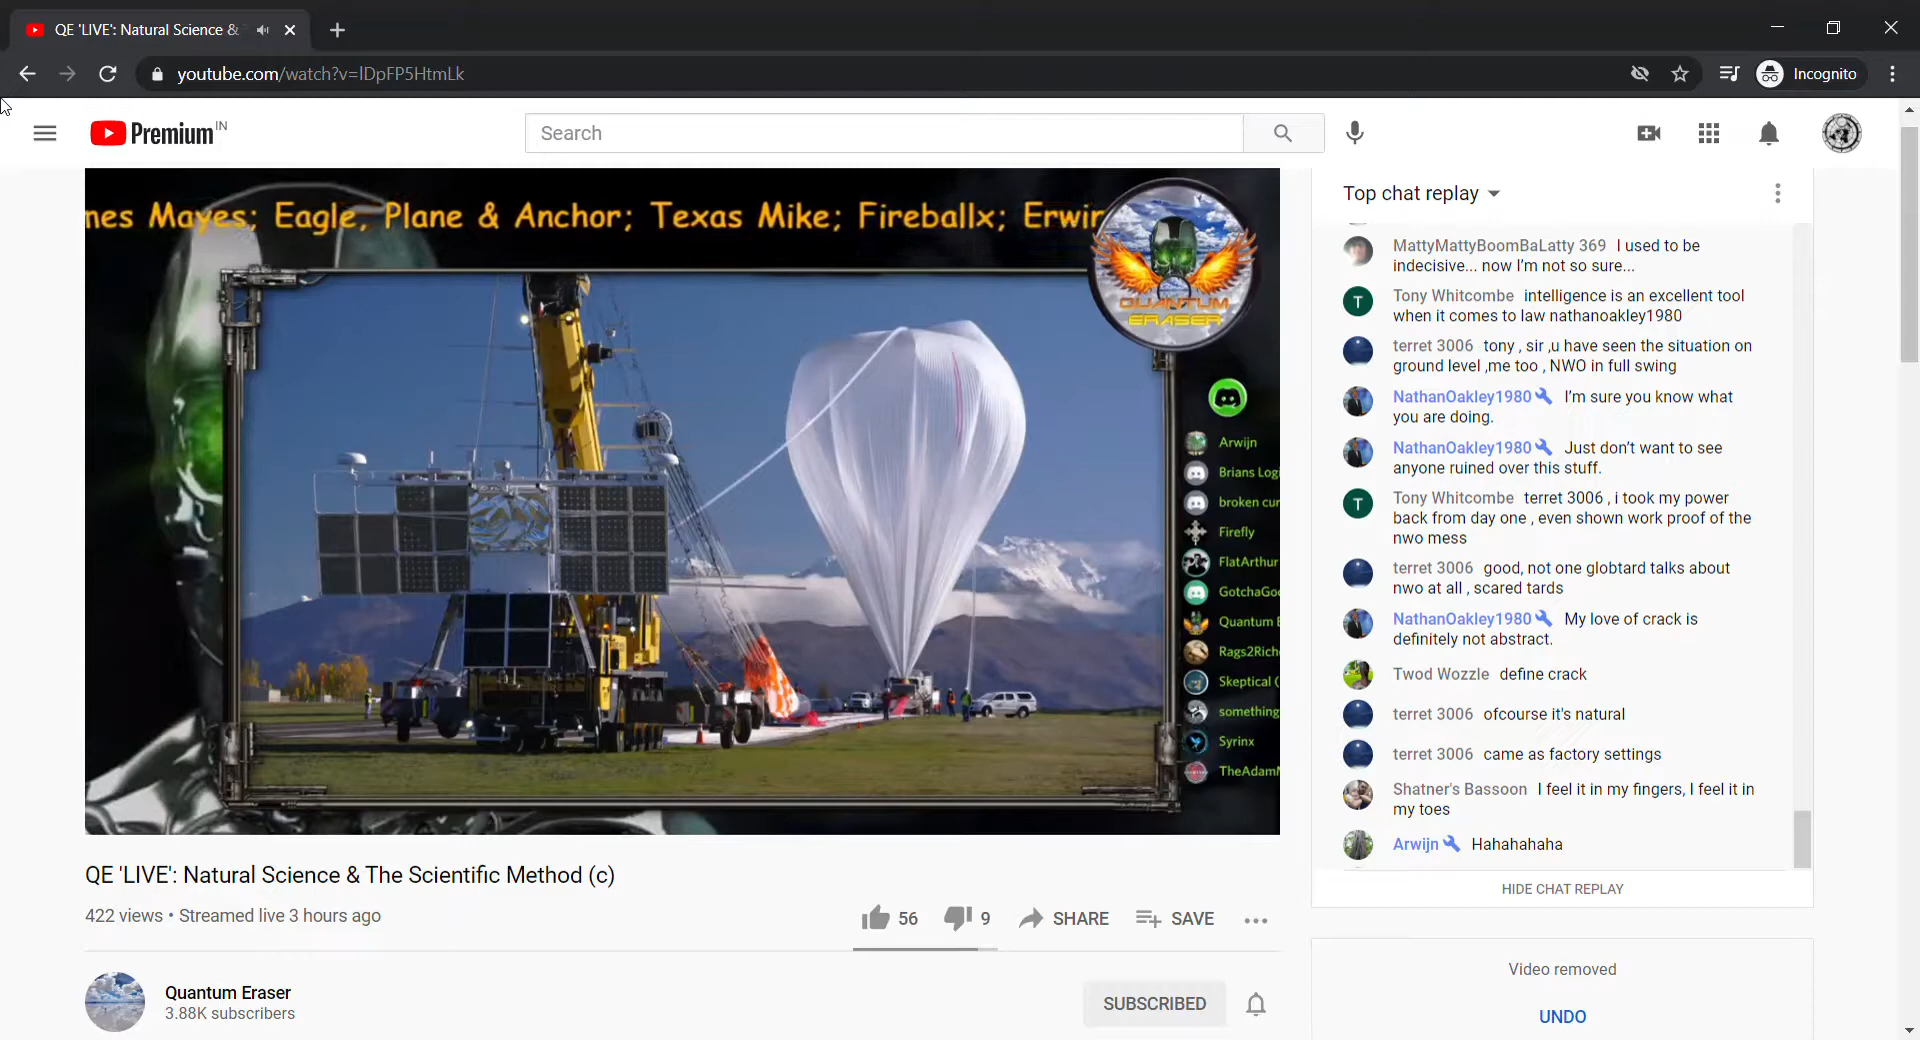 QE 'LIVE': Natural Science &
youtube.com/watch?v=IDpFP5HtmLk
Incognito
Premium IN
Search
nes Mayes; Eagle, Plane & Anchor; Texas Mike; Fireballx; Erwin
QUANTUM
ERASER
Arwijn
Brians Logi
broken cur
Firefly
FlatArthur
GotchaGo
Quantum E
Rags2Rich
Skeptical (
something
Syrinx
TheAdamM
QE 'LIVE': Natural Science & The Scientific Method (c)
422 views • Streamed live 3 hours ago
56
9
SHARE
SAVE
Quantum Eraser
3.88K subscribers
SUBSCRIBED
Top chat replay
MattyMattyBoomBaLatty 369 I used to be
indecisive... now I'm not so sure...
T
Tony Whitcombe intelligence is an excellent tool
when it comes to law nathanoakley1980
terret 3006 tony , sir ,u have seen the situation on
ground level ,me too , NWO in full swing
NathanOakley1980 I'm sure you know what
you are doing.
NathanOakley1980 Just don't want to see
anyone ruined over this stuff.
T
Tony Whitcombe terret 3006 , i took my power
back from day one , even shown work proof of the
nwo mess
terret 3006 good, not one globtard talks about
nwo at all , scared tards
NathanOakley1980 My love of crack is
definitely not abstract.
Twod Wozzle define crack
terret 3006 ofcourse it's natural
terret 3006 came as factory settings
Shatner's Bassoon I feel it in my fingers, I feel it in
my toes
Arwijn Hahahahaha
HIDE CHAT REPLAY
Video removed
UNDO